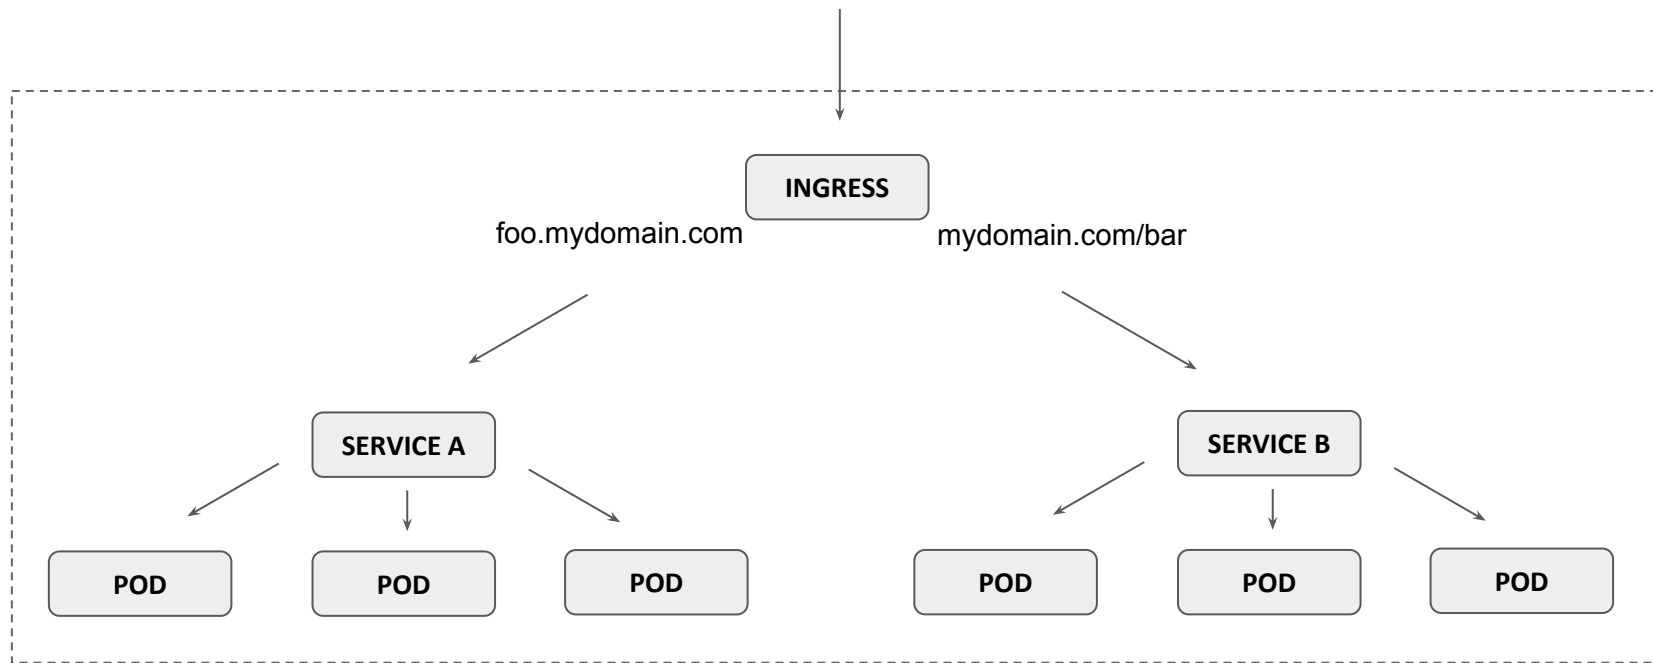 INGRESS
foo.mydomain.com
mydomain.com/bar
SERVICE A
SERVICE B
POD
POD
POD
POD
POD
POD